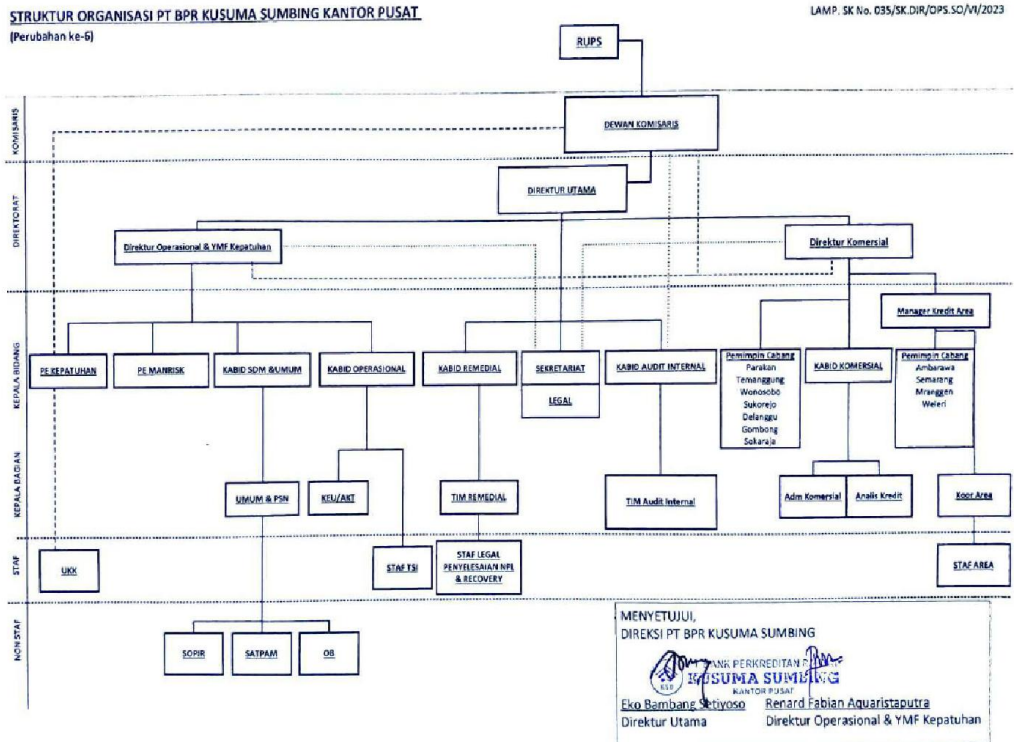 STRUKTUR ORGANISASI PT BPR KUSUMA SUMBING KANTOR PUSAT
(Perubahan ke-6)
LAMP. SK No. 035/SK.DIR/OPS.SO/VI/2023
RUPS
KOMISARIS
DEWAN KOMISARIS
DIREKTORAT
DIREKTUR UTAMA
Direktur Operasional & YMF Kepatuhan
Direktur Komersial
KEPALA BIDANG
Manager Kredit Area
PE KEPATUHAN
PE MANRISK
KABID SDM &UMUM
KABID OPERASIONAL
KABID REMEDIAL
SEKRETARIAT
LEGAL
KABID AUDIT INTERNAL
Pemimpin Cabang
Parakan
Temanggung
Wonosobo
Sukorejo
Delanggu
Gombong
Sokaraja
KABID KOMERSIAL
Pemimpin Cabang
Ambarawa
Semarang
Mranggen
Weleri
KEPALA BAGIAN
UMUM & PSN
KEU/AKT
TIM REMEDIAL
TIM Audit Internal
Adm Komersial
Analis Kredit
Koor Area
STAF
UKK
STAF TSI
STAF LEGAL
PENYELESAIAN NPL
& RECOVERY
STAF AREA
NON STAF
SOPIR
SATPAM
OB
MENYETUJUI,
DIREKSI PT BPR KUSUMA SUMBING
BANK PERKREDITAN
KUSUMA SUMBING
KANTOR PUSAT
Eko Bambang Setiyoso
Renard Fabian Aquaristaputra
Direktur Utama
Direktur Operasional & YMF Kepatuhan